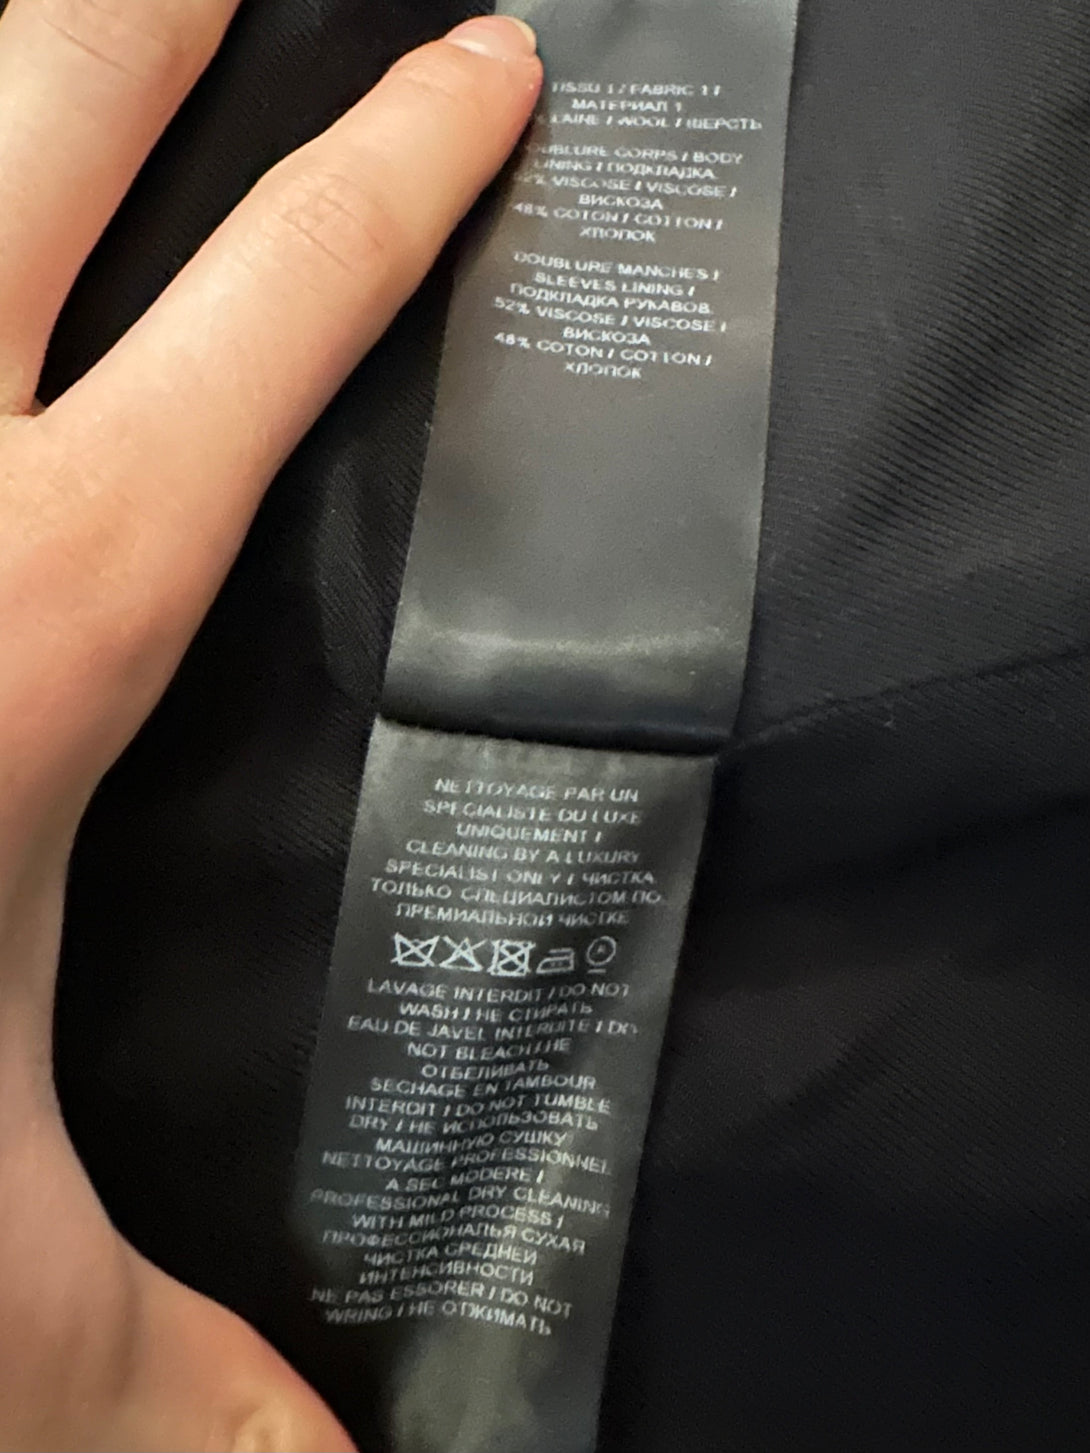 TISSU 1 / FABRIC 1 /
МАТЕРИАЛ 1
LAINE / WOOL / ШЕРСТЬ
DOUBLURE CORPS / BODY
LINING / ПОДКЛАДКА
VISCOSE / VISCOSE /
ВИСКОЗА
48% COTON / COTTON /
ХЛОПОК
DOUBLURE MANCHES /
SLEEVES LINING /
ПОДКЛАДКА РУКАВОВ
52% VISCOSE / VISCOSE /
ВИСКОЗА
48% COTON / COTTON /
ХЛОПОК
NETTOYAGE PAR UN
SPECIALISTE DU LUXE
UNIQUEMENT /
CLEANING BY A LUXURY
SPECIALIST ONLY / ЧИСТКА
ТОЛЬКО СПЕЦИАЛИСТОМ ПО
ПРЕМИАЛЬНОЙ ЧИСТКЕ
LAVAGE INTERDIT / DO NOT
WASH / НЕ СТИРАТЬ
EAU DE JAVEL INTERDITE / DO
NOT BLEACH / НЕ
ОТБЕЛИВАТЬ
SECHAGE EN TAMBOUR
INTERDIT / DO NOT TUMBLE
DRY / НЕ ИСПОЛЬЗОВАТЬ
МАШИННУЮ СУШКУ
NETTOYAGE PROFESSIONNEL
A SEC MODERE /
PROFESSIONAL DRY CLEANING
WITH MILD PROCESS /
ПРОФЕССИОНАЛЬЯ СУХАЯ
ЧИСТКА СРЕДНЕЙ
ИНТЕНСИВНОСТИ
NE PAS ESSORER / DO NOT
WRING / НЕ ОТЖИМАТЬ